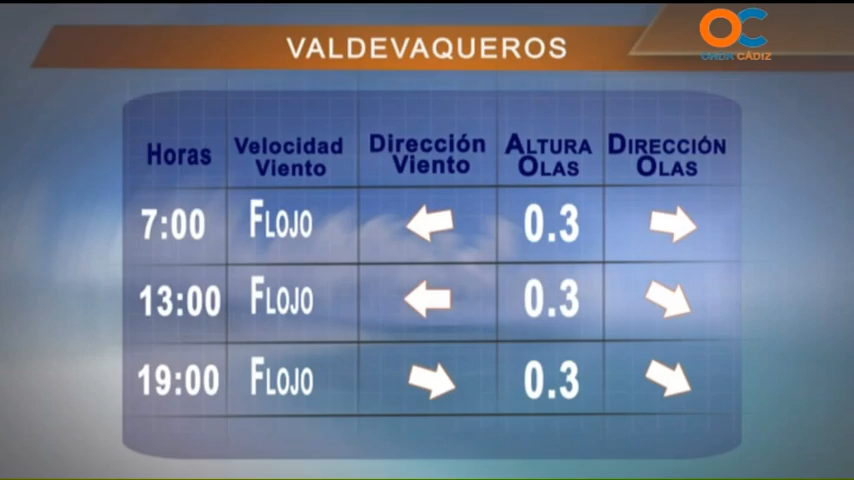 VALDEVAQUEROS
OC
ONDA CÁDIZ
Horas Velocidad Viento Dirección Viento ALTURA OLAS DIRECCIÓN OLAS
7:00 FLOJO 0.3
13:00 FLOJO 0.3
19:00 FLOJO 0.3